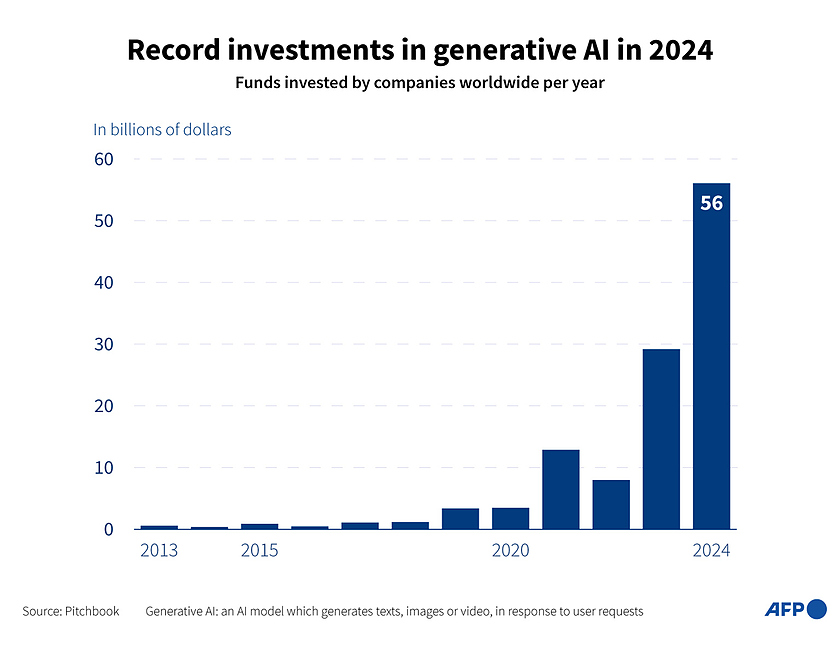 Record investments in generative AI in 2024
Funds invested by companies worldwide per year
In billions of dollars
60
50
40
30
20
10
0
56
2013
2015
2020
2024
Source: Pitchbook
Generative AI: an AI model which generates texts, images or video, in response to user requests
AFP